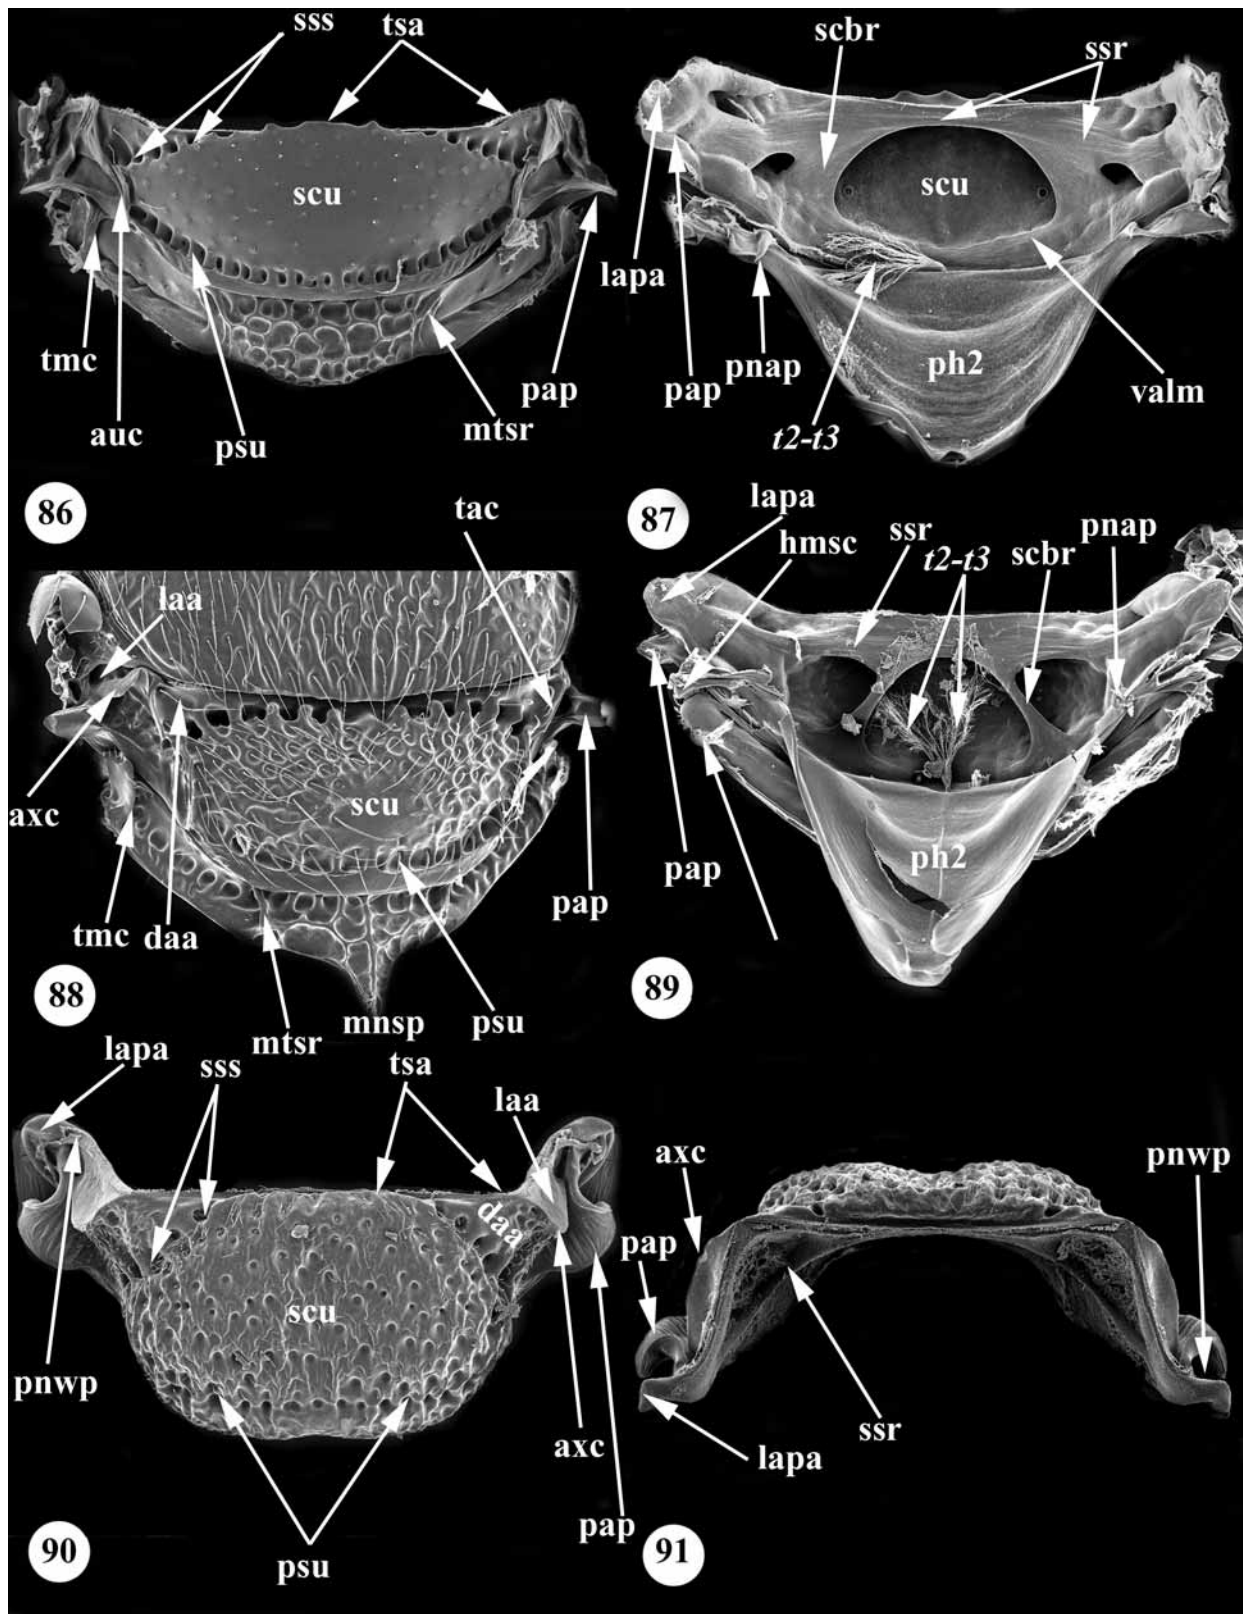 sss
tsa
scu
tmc
auc
psu
mtsr
pap
86
scbr
ssr
scu
lapa
pap
pnap
t2-t3
ph2
valm
87
tac
laa
scu
axc
tmc
daa
mtsr
mnsp
psu
pap
88
lapa
hmsc
ssr
t2-t3
scbr
pnap
ph2
pap
89
lapa
sss
tsa
laa
daa
scu
pnwp
psu
axc
pap
90
axc
pap
pnwp
ssr
lapa
91